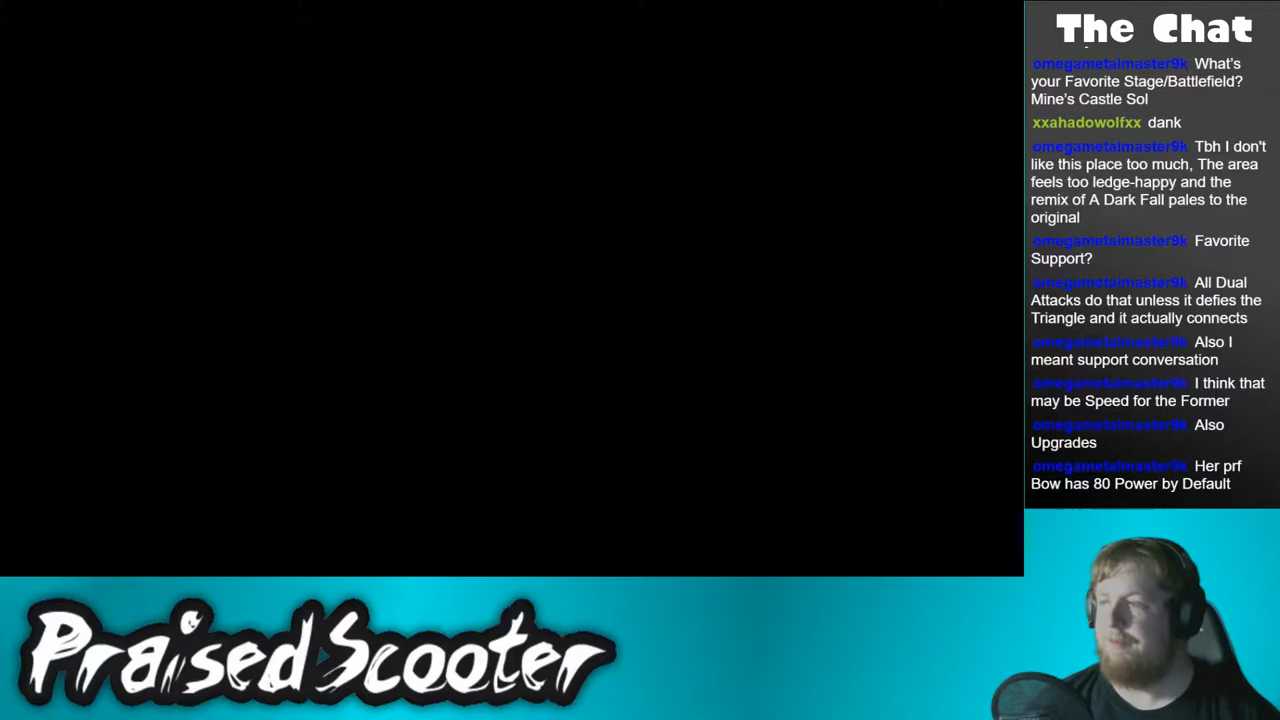 The Chat
omegametalmaster9k What's
your Favorite Stage/Battlefield?
Mine's Castle Sol
xxahadowolfxx dank
omegametalmaster9k Tbh I don't
like this place too much, The area
feels too ledge-happy and the
remix of A Dark Fall pales to the
original
omegametalmaster9k Favorite
Support?
omegametalmaster9k All Dual
Attacks do that unless it defies the
Triangle and it actually connects
omegametalmaster9k Also I
meant support conversation
omegametalmaster9k I think that
may be Speed for the Former
omegametalmaster9k Also
Upgrades
omegametalmaster9k Her prf
Bow has 80 Power by Default
PraisedScooter